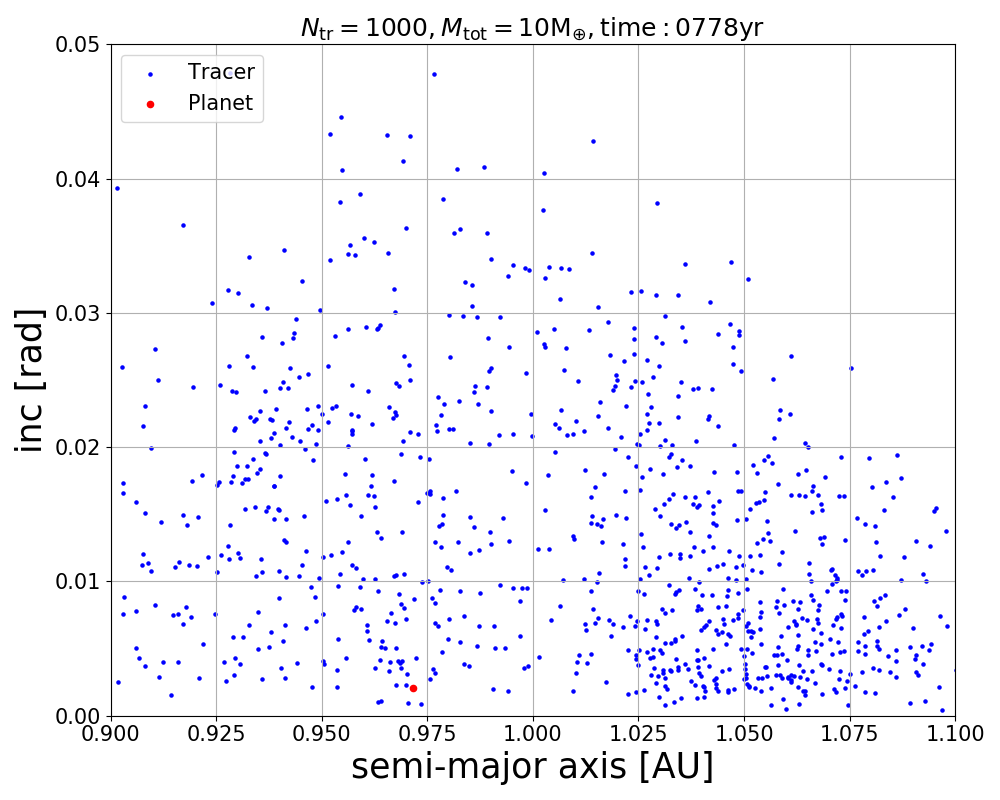 N_tr = 1000, M_tot = 10M_⊕, time : 0778yr
0.05
Tracer
Planet
0.04
0.03
inc [rad]
0.02
0.01
0.00
0.900 0.925 0.950 0.975 1.000 1.025 1.050 1.075 1.100
semi-major axis [AU]